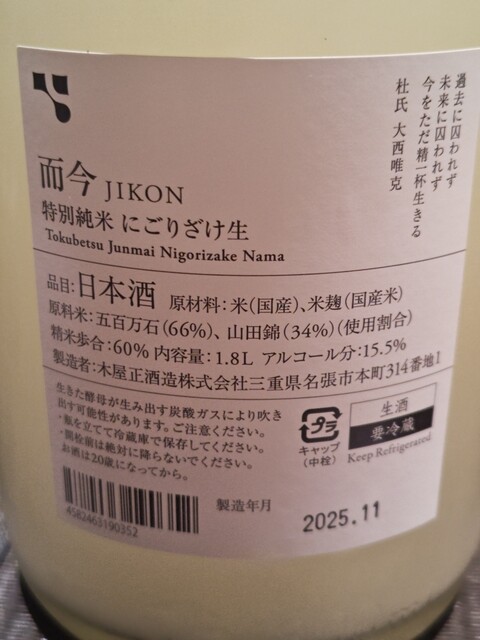 過去に囚われず
未来に囚われず
今をただ精一杯生きる
杜氏 大西唯克
而今 JIKON
特別純米 にごりざけ生
Tokubetsu Junmai Nigorizake Nama
品目:日本酒 原材料:米(国産)、米麹(国産米)
原料米:五百万石(66%)、山田錦(34%)(使用割合)
精米歩合:60% 内容量:1.8L アルコール分:15.5%
製造者:木屋正酒造株式会社三重県名張市本町314番地1
生きた酵母が生み出す炭酸ガスにより吹き
出す可能性があります。ご注意ください。
・瓶を立てて冷蔵庫で保存してください。
・開栓前は絶対に降らないでください。
お酒は20歳になってから。
プラ
キャップ
(中栓)
生酒
要冷蔵
Keep Refrigerated
4582463190352
製造年月
2025.11